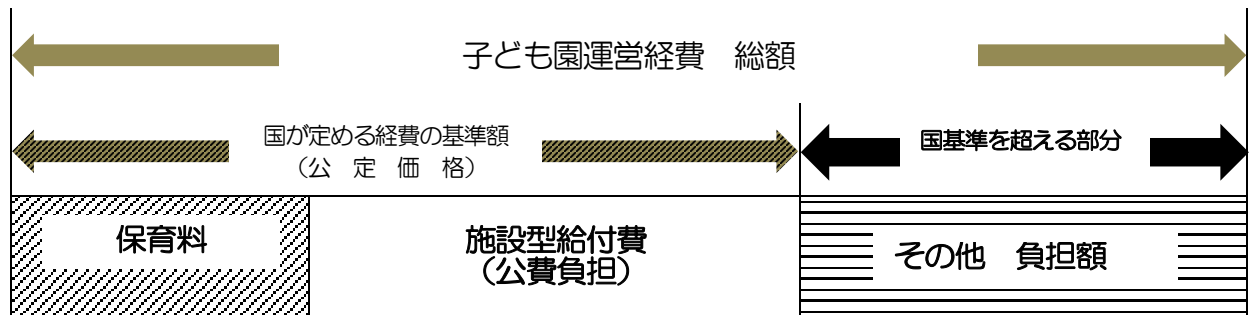 子ども園運営経費　総額
国が定める経費の基準額
（公　定　価　格）
国基準を超える部分
保育料
施設型給付費
（公費負担）
その他　負担額